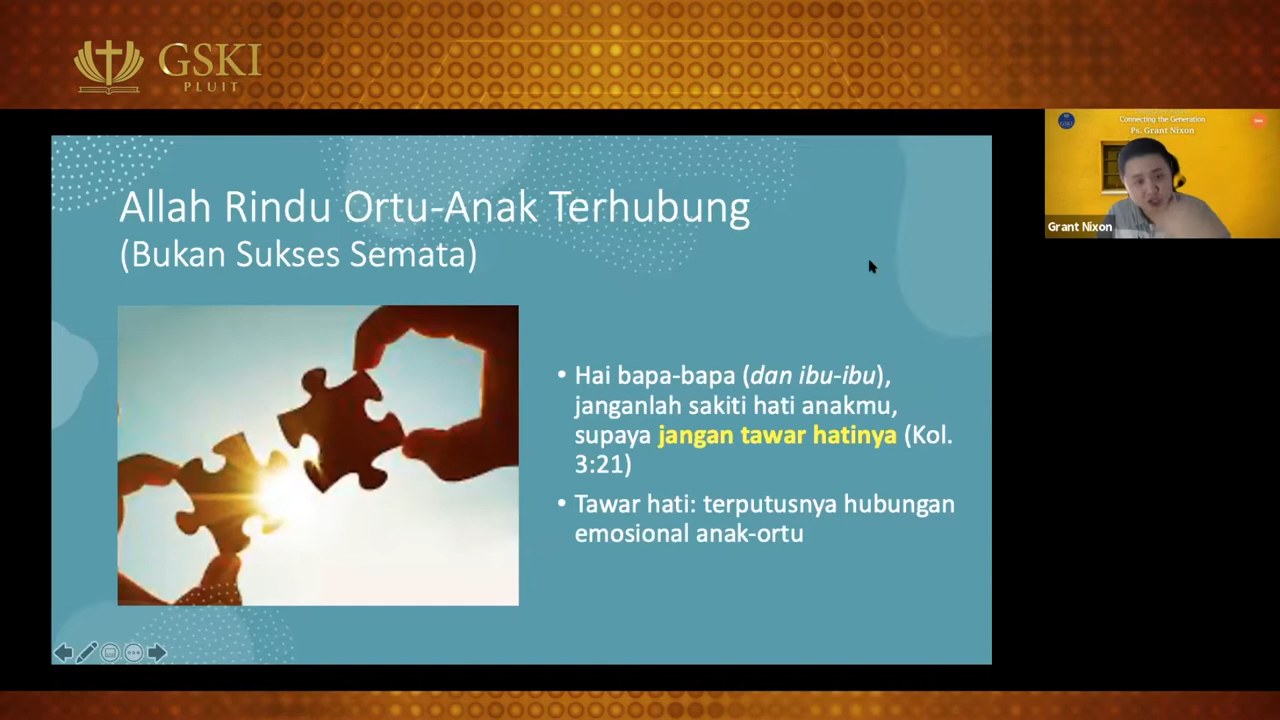 GSKI
PLUIT
Connecting the Generation
Ps. Grant Nixon
Grant Nixon
Allah Rindu Ortu-Anak Terhubung
(Bukan Sukses Semata)
• Hai bapa-bapa (dan ibu-ibu),
janganlah sakiti hati anakmu,
supaya jangan tawar hatinya (Kol.
3:21)
• Tawar hati: terputusnya hubungan
emosional anak-ortu